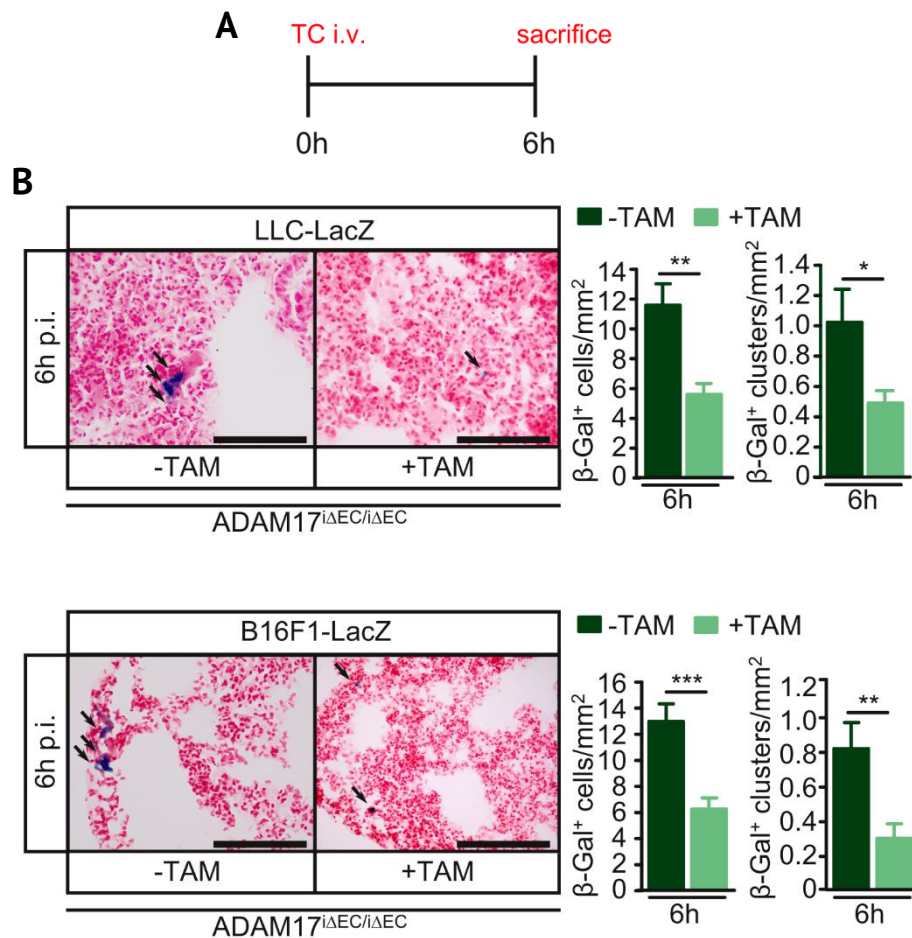 A
TC i.v. sacrifice
0h 6h
B
LLC-LacZ
6h p.i.
-TAM +TAM
ADAM17iΔEC/iΔEC
-TAM +TAM
β-Gal+ cells/mm2
14
12
10
8
6
4
2
0
**
6h
β-Gal+ clusters/mm2
1.4
1.2
1.0
0.8
0.6
0.4
0.2
0
*
6h
B16F1-LacZ
6h p.i.
-TAM +TAM
ADAM17iΔEC/iΔEC
-TAM +TAM
β-Gal+ cells/mm2
16
14
12
10
8
6
4
2
0
***
6h
β-Gal+ clusters/mm2
1.2
1.0
0.8
0.6
0.4
0.2
0
**
6h